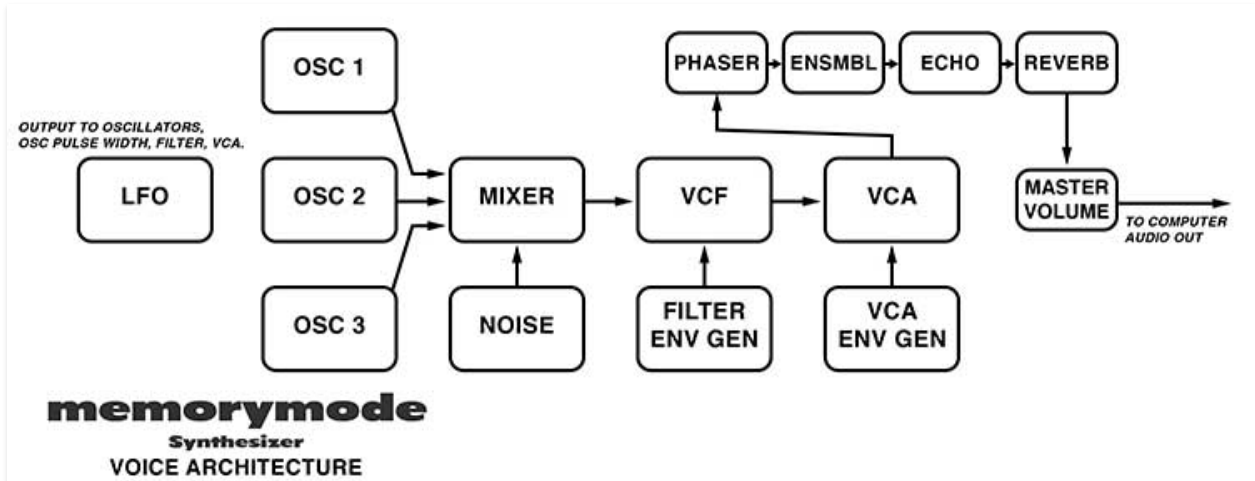 OSC 1
PHASER
ENSMBL
ECHO
REVERB
OUTPUT TO OSCILLATORS,
OSC PULSE WIDTH, FILTER, VCA.
LFO
OSC 2
MIXER
VCF
VCA
MASTER
VOLUME
TO COMPUTER
AUDIO OUT
OSC 3
NOISE
FILTER
ENV GEN
VCA
ENV GEN
memorymode
Synthesizer
VOICE ARCHITECTURE